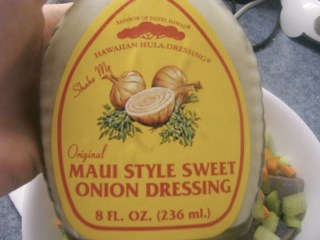 HAWAIIAN HULA DRESSING®
Shake Me
Original
MAUI STYLE SWEET
ONION DRESSING
8 FL. OZ. (236 ml.)